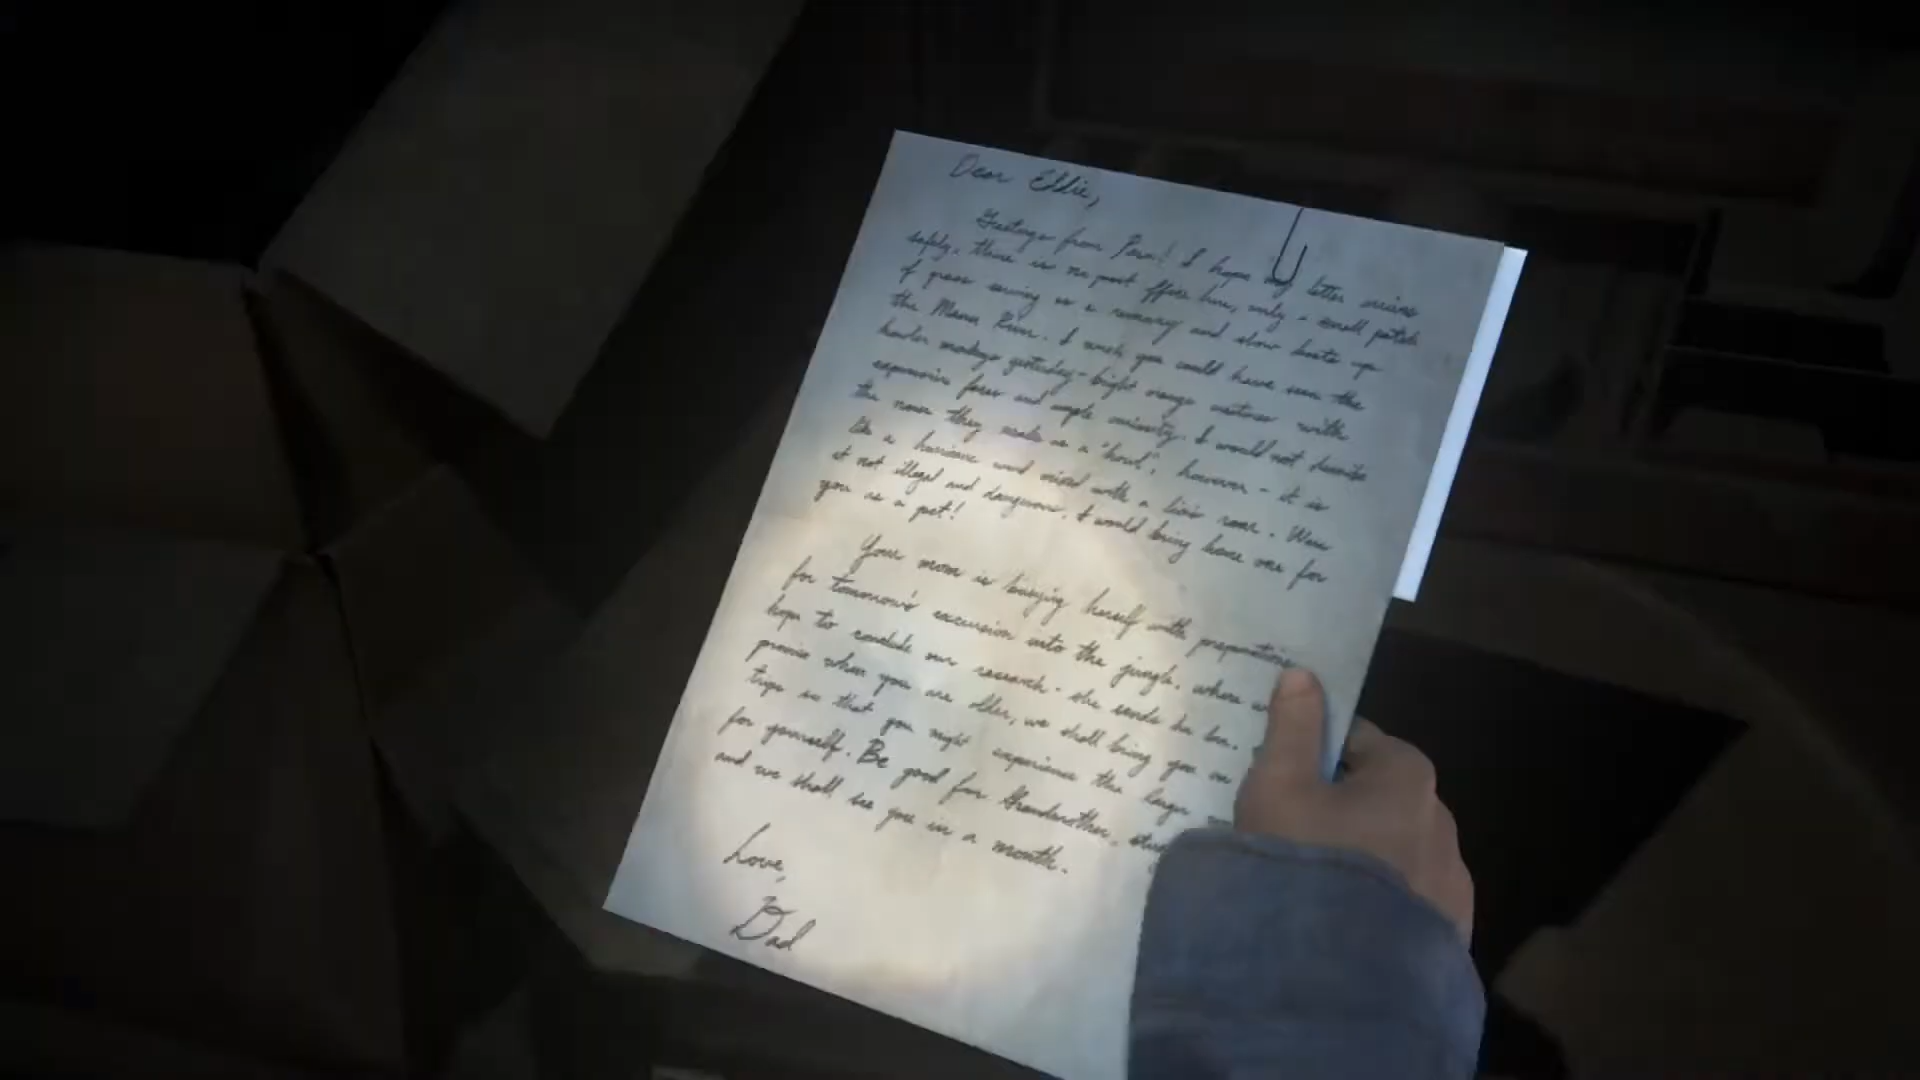 Dear Eddie,
Greetings from Peru! I hope my letter arrives
safely. There is no post office here, only a small patch
of grass serving as a runway and slow boats up
the Manu River. I wish you could have seen the
howler monkeys yesterday - bright orange creatures with
expressive faces and ample curiosity. I would not describe
the noise they make as a "howl", however - it is
like a hurricane wind mixed with a lion's roar. Were
it not illegal and dangerous, I would bring home one for
you as a pet!
Your mom is busying herself with preparations
for tomorrow's excursion into the jungle, where
hope to conclude our research. She sends her love.
promise when you are older, we shall bring you on
trips so that you might experience the larger
for yourself. Be good for Grandmother,
and we shall see you in a month.
Love,
Dad